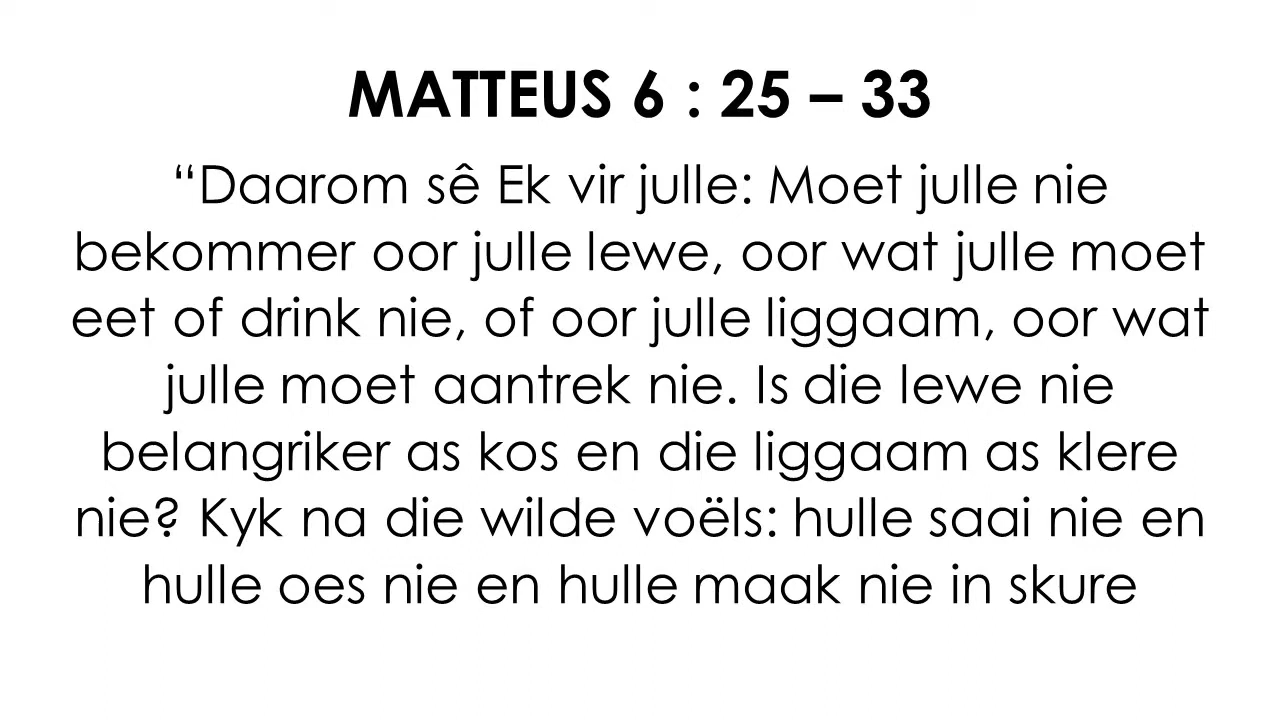 MATTEUS 6 : 25 – 33
“Daarom sê Ek vir julle: Moet julle nie
bekommer oor julle lewe, oor wat julle moet
eet of drink nie, of oor julle liggaam, oor wat
julle moet aantrek nie. Is die lewe nie
belangriker as kos en die liggaam as klere
nie? Kyk na die wilde voëls: hulle saai nie en
hulle oes nie en hulle maak nie in skure